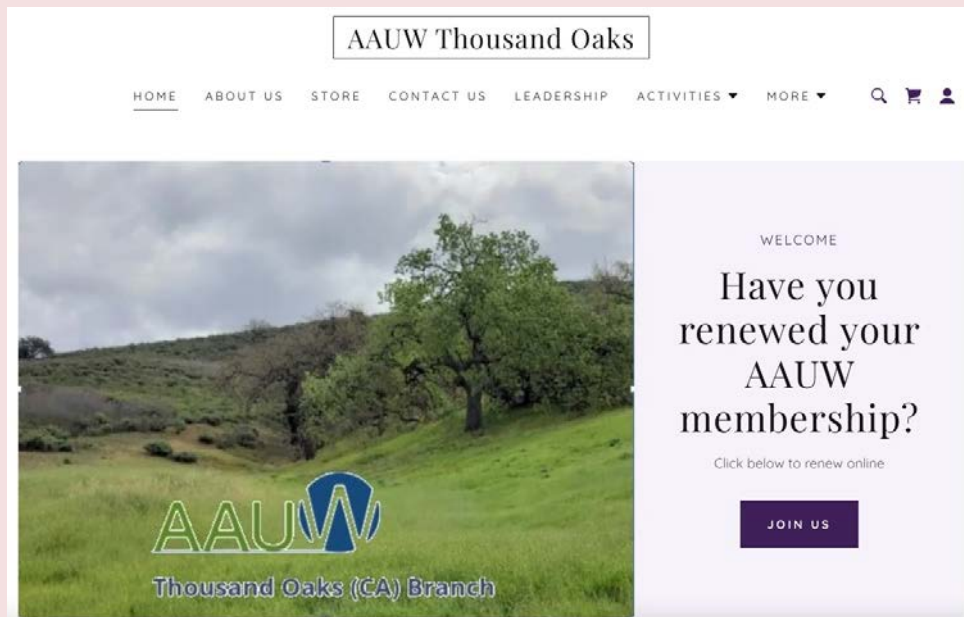 AAUW Thousand Oaks
HOME ABOUT US STORE CONTACT US LEADERSHIP ACTIVITIES MORE
WELCOME
Have you
renewed your
AAUW
membership?
Click below to renew online
JOIN US
AAUW
Thousand Oaks (CA) Branch